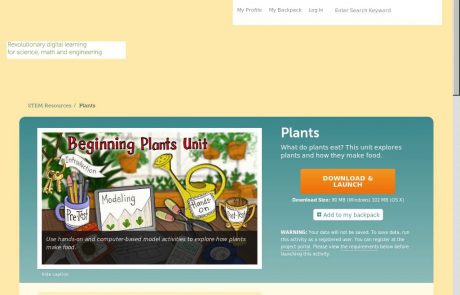 My Profile My Backpack Log In Enter Search Keyword
Revolutionary digital learning
for science, math and engineering
STEM Resources / Plants
Beginning Plants Unit
Introduction
Modeling
Pre-Test
Hands-on
Post-Test
Use hands-on and computer-based model activities to explore how plants
make food.
hide caption
Plants
What do plants eat? This unit explores
plants and how they make food.
DOWNLOAD &
LAUNCH
Download Size: 90 MB (Windows) 102 MB (OS X)
Add to my backpack
WARNING: Your data will not be saved. To save data, run
this activity as a registered user. You can register at the
project portal. Please view the requirements below before
launching this activity.